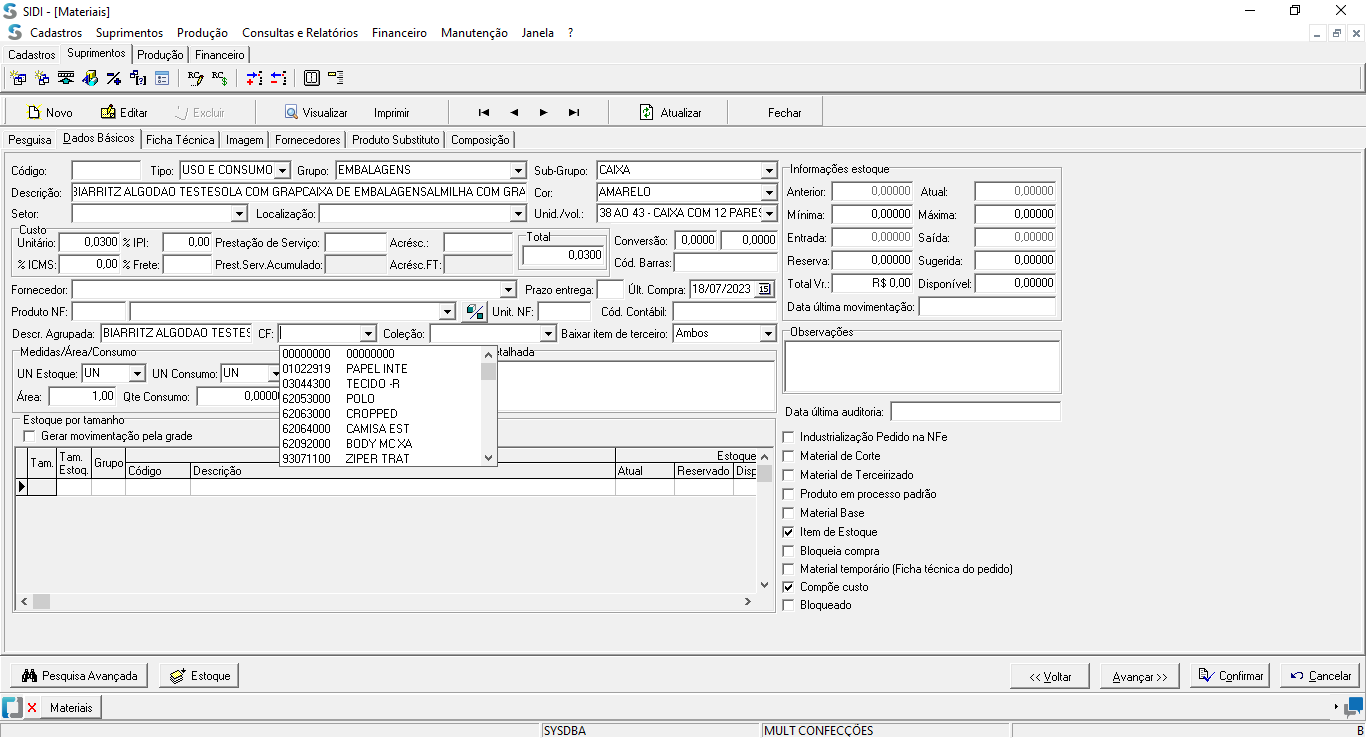 SIDI - [Materiais]
Cadastros Suprimentos Produção Consultas e Relatórios Financeiro Manutenção Janela ?
Cadastros Suprimentos Produção Financeiro
Novo Editar Excluir Visualizar Imprimir Atualizar Fechar
Pesquisa Dados Básicos Ficha Técnica Imagem Fornecedores Produto Substituto Composição
Código: Tipo: USO E CONSUMO Grupo: EMBALAGENS Sub-Grupo: CAIXA
Descrição: BIARRITZ ALGODAO TESTESOLA COM GRAPCAIXA DE EMBALAGENSALMILHA COM GRA Cor: AMARELO
Setor: Localização: Unid./vol.: 38 AO 43 - CAIXA COM 12 PARES
Custo
Unitário: 0,0300 % IPI: 0,00 Prestação de Serviço: Acrésc.: Total 0,0300 Conversão: 0,0000 0,0000
% ICMS: 0,00 % Frete: Prest.Serv.Acumulado: Acrésc.FT: Cód. Barras:
Fornecedor: Prazo entrega: Últ. Compra: 18/07/2023 15
Produto NF: Unit. NF: Cód. Contábil:
Descr. Agrupada: BIARRITZ ALGODAO TESTES CF: Coleção: Baixar item de terceiro: Ambos
00000000 00000000
01022919 PAPEL INTE
03044300 TECIDO -R
62053000 POLO
62063000 CROPPED
62064000 CAMISA EST
62092000 BODY MC XA
93071100 ZIPER TRAT
Medidas/Área/Consumo etalhada
UN Estoque: UN UN Consumo: UN
Área: 1,00 Qte Consumo: 0,0000
Estoque por tamanho
Gerar movimentação pela grade
Tam. Tam. Estoq. Grupo Código Descrição Estoque Atual Reservado Disp
Informações estoque
Anterior: 0,00000 Atual: 0,00000
Mínima: 0,00000 Máxima: 0,00000
Entrada: 0,00000 Saída: 0,00000
Reserva: 0,00000 Sugerida: 0,00000
Total Vr.: R$ 0,00 Disponível: 0,00000
Data última movimentação:
Observações
Data última auditoria:
Industrialização Pedido na NFe
Material de Corte
Material de Terceirizado
Produto em processo padrão
Material Base
Item de Estoque
Bloqueia compra
Material temporário (Ficha técnica do pedido)
Compõe custo
Bloqueado
Pesquisa Avançada Estoque << Voltar Avançar >> Confirmar Cancelar
Materiais
SYSDBA MULT CONFECÇÕES B